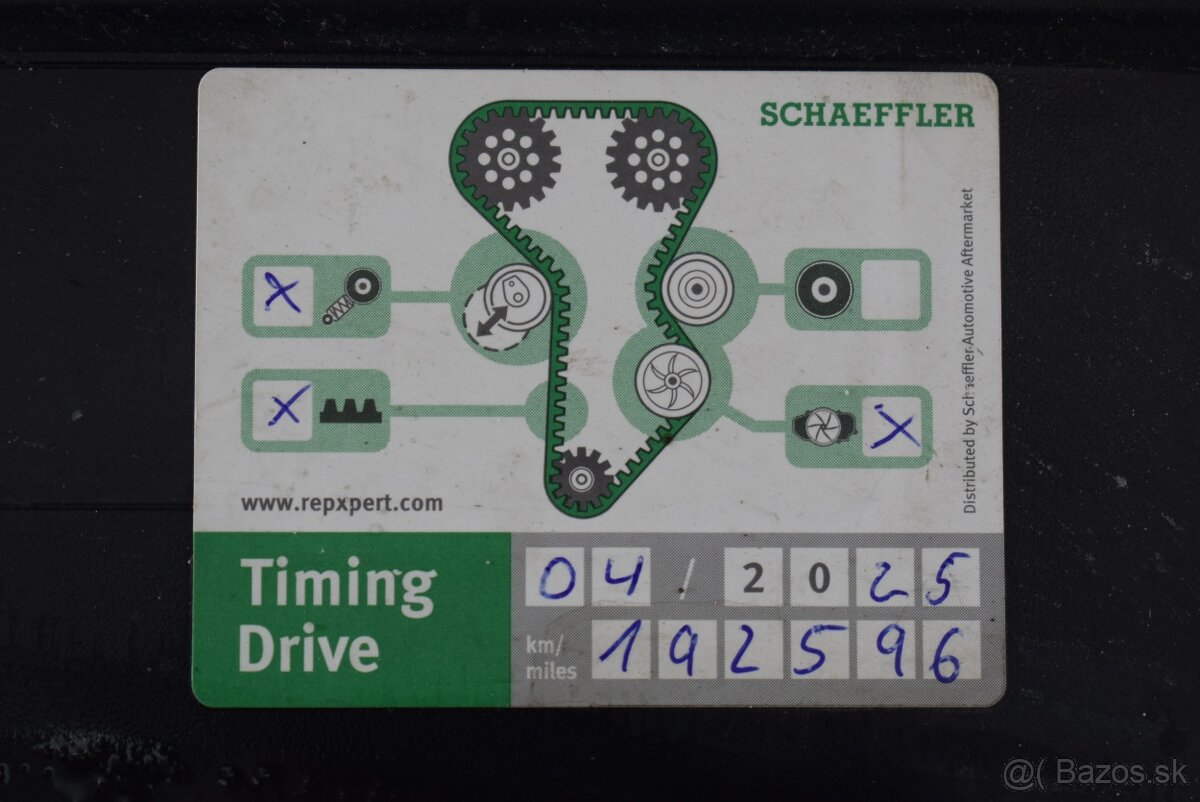 SCHAEFFLER
X
X
X
Distributed by Schaeffler Automotive Aftermarket
www.repxpert.com
Timing
Drive
04 / 2025
km/
miles
192596
@( Bazos.sk